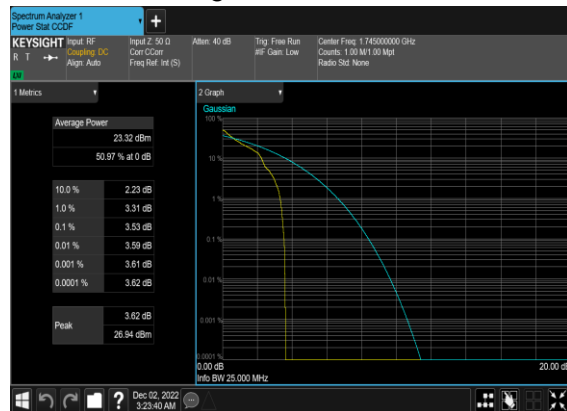 Spectrum Analyzer 1
Power Stat CCDF
+
KEYSIGHT
R T
LW
Input: RF
Coupling: DC
Align: Auto
Input Z: 50 Ω
Corr CCorr
Freq Ref: Int (S)
Atten: 40 dB
Trig: Free Run
#IF Gain: Low
Center Freq: 1.745000000 GHz
Counts: 1.00 M/1.00 Mpt
Radio Std: None
1 Metrics
Average Power
23.32 dBm
50.97 % at 0 dB
10.0 % 2.23 dB
1.0 % 3.31 dB
0.1 % 3.53 dB
0.01 % 3.59 dB
0.001 % 3.61 dB
0.0001 % 3.62 dB
Peak
3.62 dB
26.94 dBm
2 Graph
Gaussian
100 %
10 %
1 %
0.1 %
0.01 %
0.001 %
0.0001 %
0.00 dB
20.00 dB
Info BW 25.000 MHz
?
Dec 02, 2022
3:23:40 AM